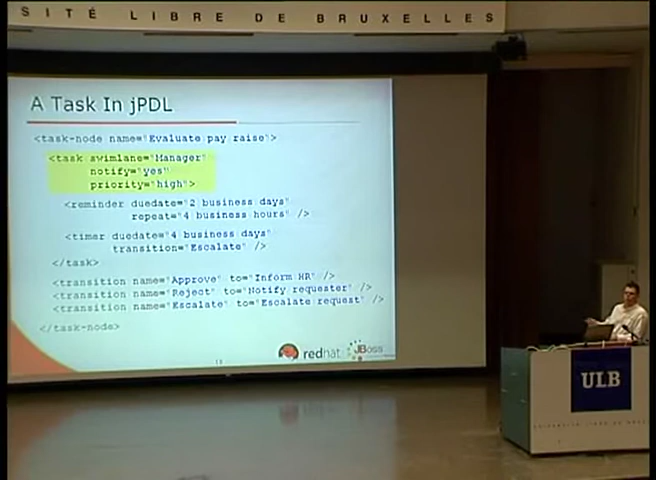 SITÉ LIBRE DE BRUXELLES
A Task In jPDL
<task-node name="Evaluate pay raise">
<task swimlane="Manager"
notify="yes"
priority="high">
<reminder duedate="2 business days"
repeat="4 business hours" />
<timer duedate="4 business days"
transition="Escalate" />
</task>
<transition name="Approve" to="Inform HR" />
<transition name="Reject" to="Notify requester" />
<transition name="Escalate" to="Escalate request" />
</task-node>
redhat JBoss
ULB